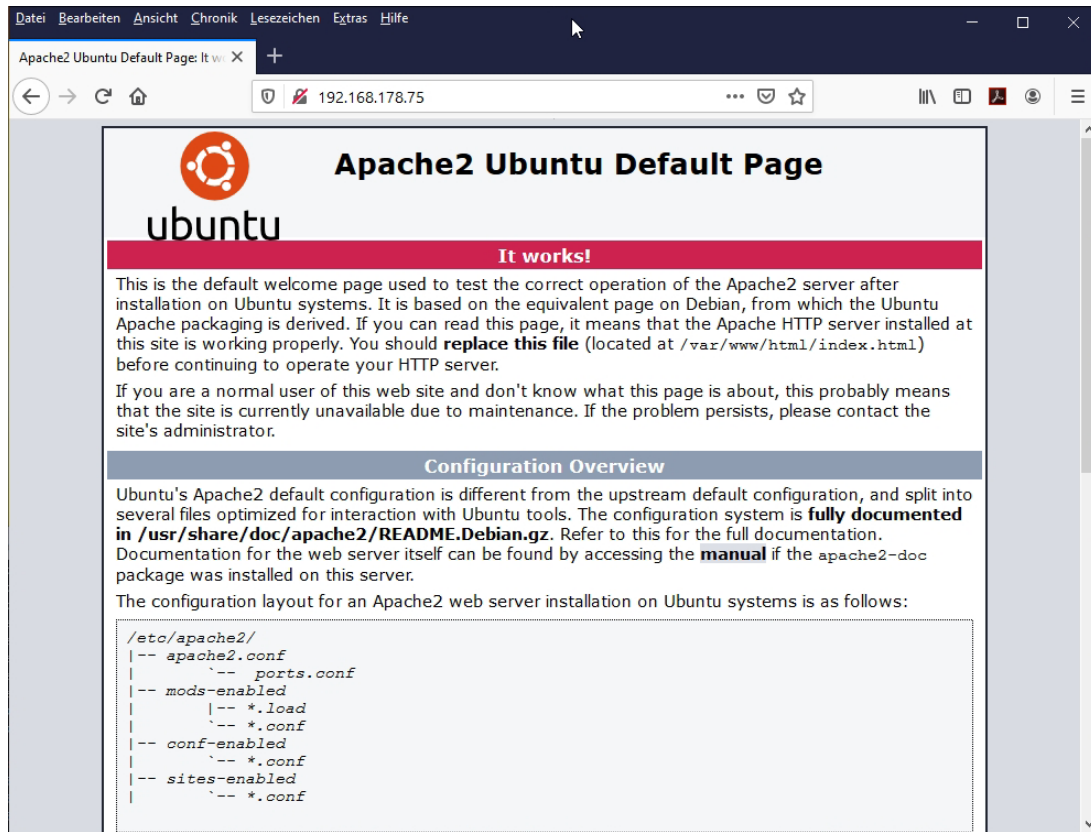 Datei Bearbeiten Ansicht Chronik Lesezeichen Extras Hilfe
Apache2 Ubuntu Default Page: It w
192.168.178.75
ubuntu
Apache2 Ubuntu Default Page
It works!
This is the default welcome page used to test the correct operation of the Apache2 server after
installation on Ubuntu systems. It is based on the equivalent page on Debian, from which the Ubuntu
Apache packaging is derived. If you can read this page, it means that the Apache HTTP server installed at
this site is working properly. You should replace this file (located at /var/www/html/index.html)
before continuing to operate your HTTP server.
If you are a normal user of this web site and don't know what this page is about, this probably means
that the site is currently unavailable due to maintenance. If the problem persists, please contact the
site's administrator.
Configuration Overview
Ubuntu's Apache2 default configuration is different from the upstream default configuration, and split into
several files optimized for interaction with Ubuntu tools. The configuration system is fully documented
in /usr/share/doc/apache2/README.Debian.gz. Refer to this for the full documentation.
Documentation for the web server itself can be found by accessing the manual if the apache2-doc
package was installed on this server.
The configuration layout for an Apache2 web server installation on Ubuntu systems is as follows:
/etc/apache2/
|-- apache2.conf
|       `--  ports.conf
|-- mods-enabled
|       |-- *.load
|       `-- *.conf
|-- conf-enabled
|       `-- *.conf
|-- sites-enabled
|       `-- *.conf